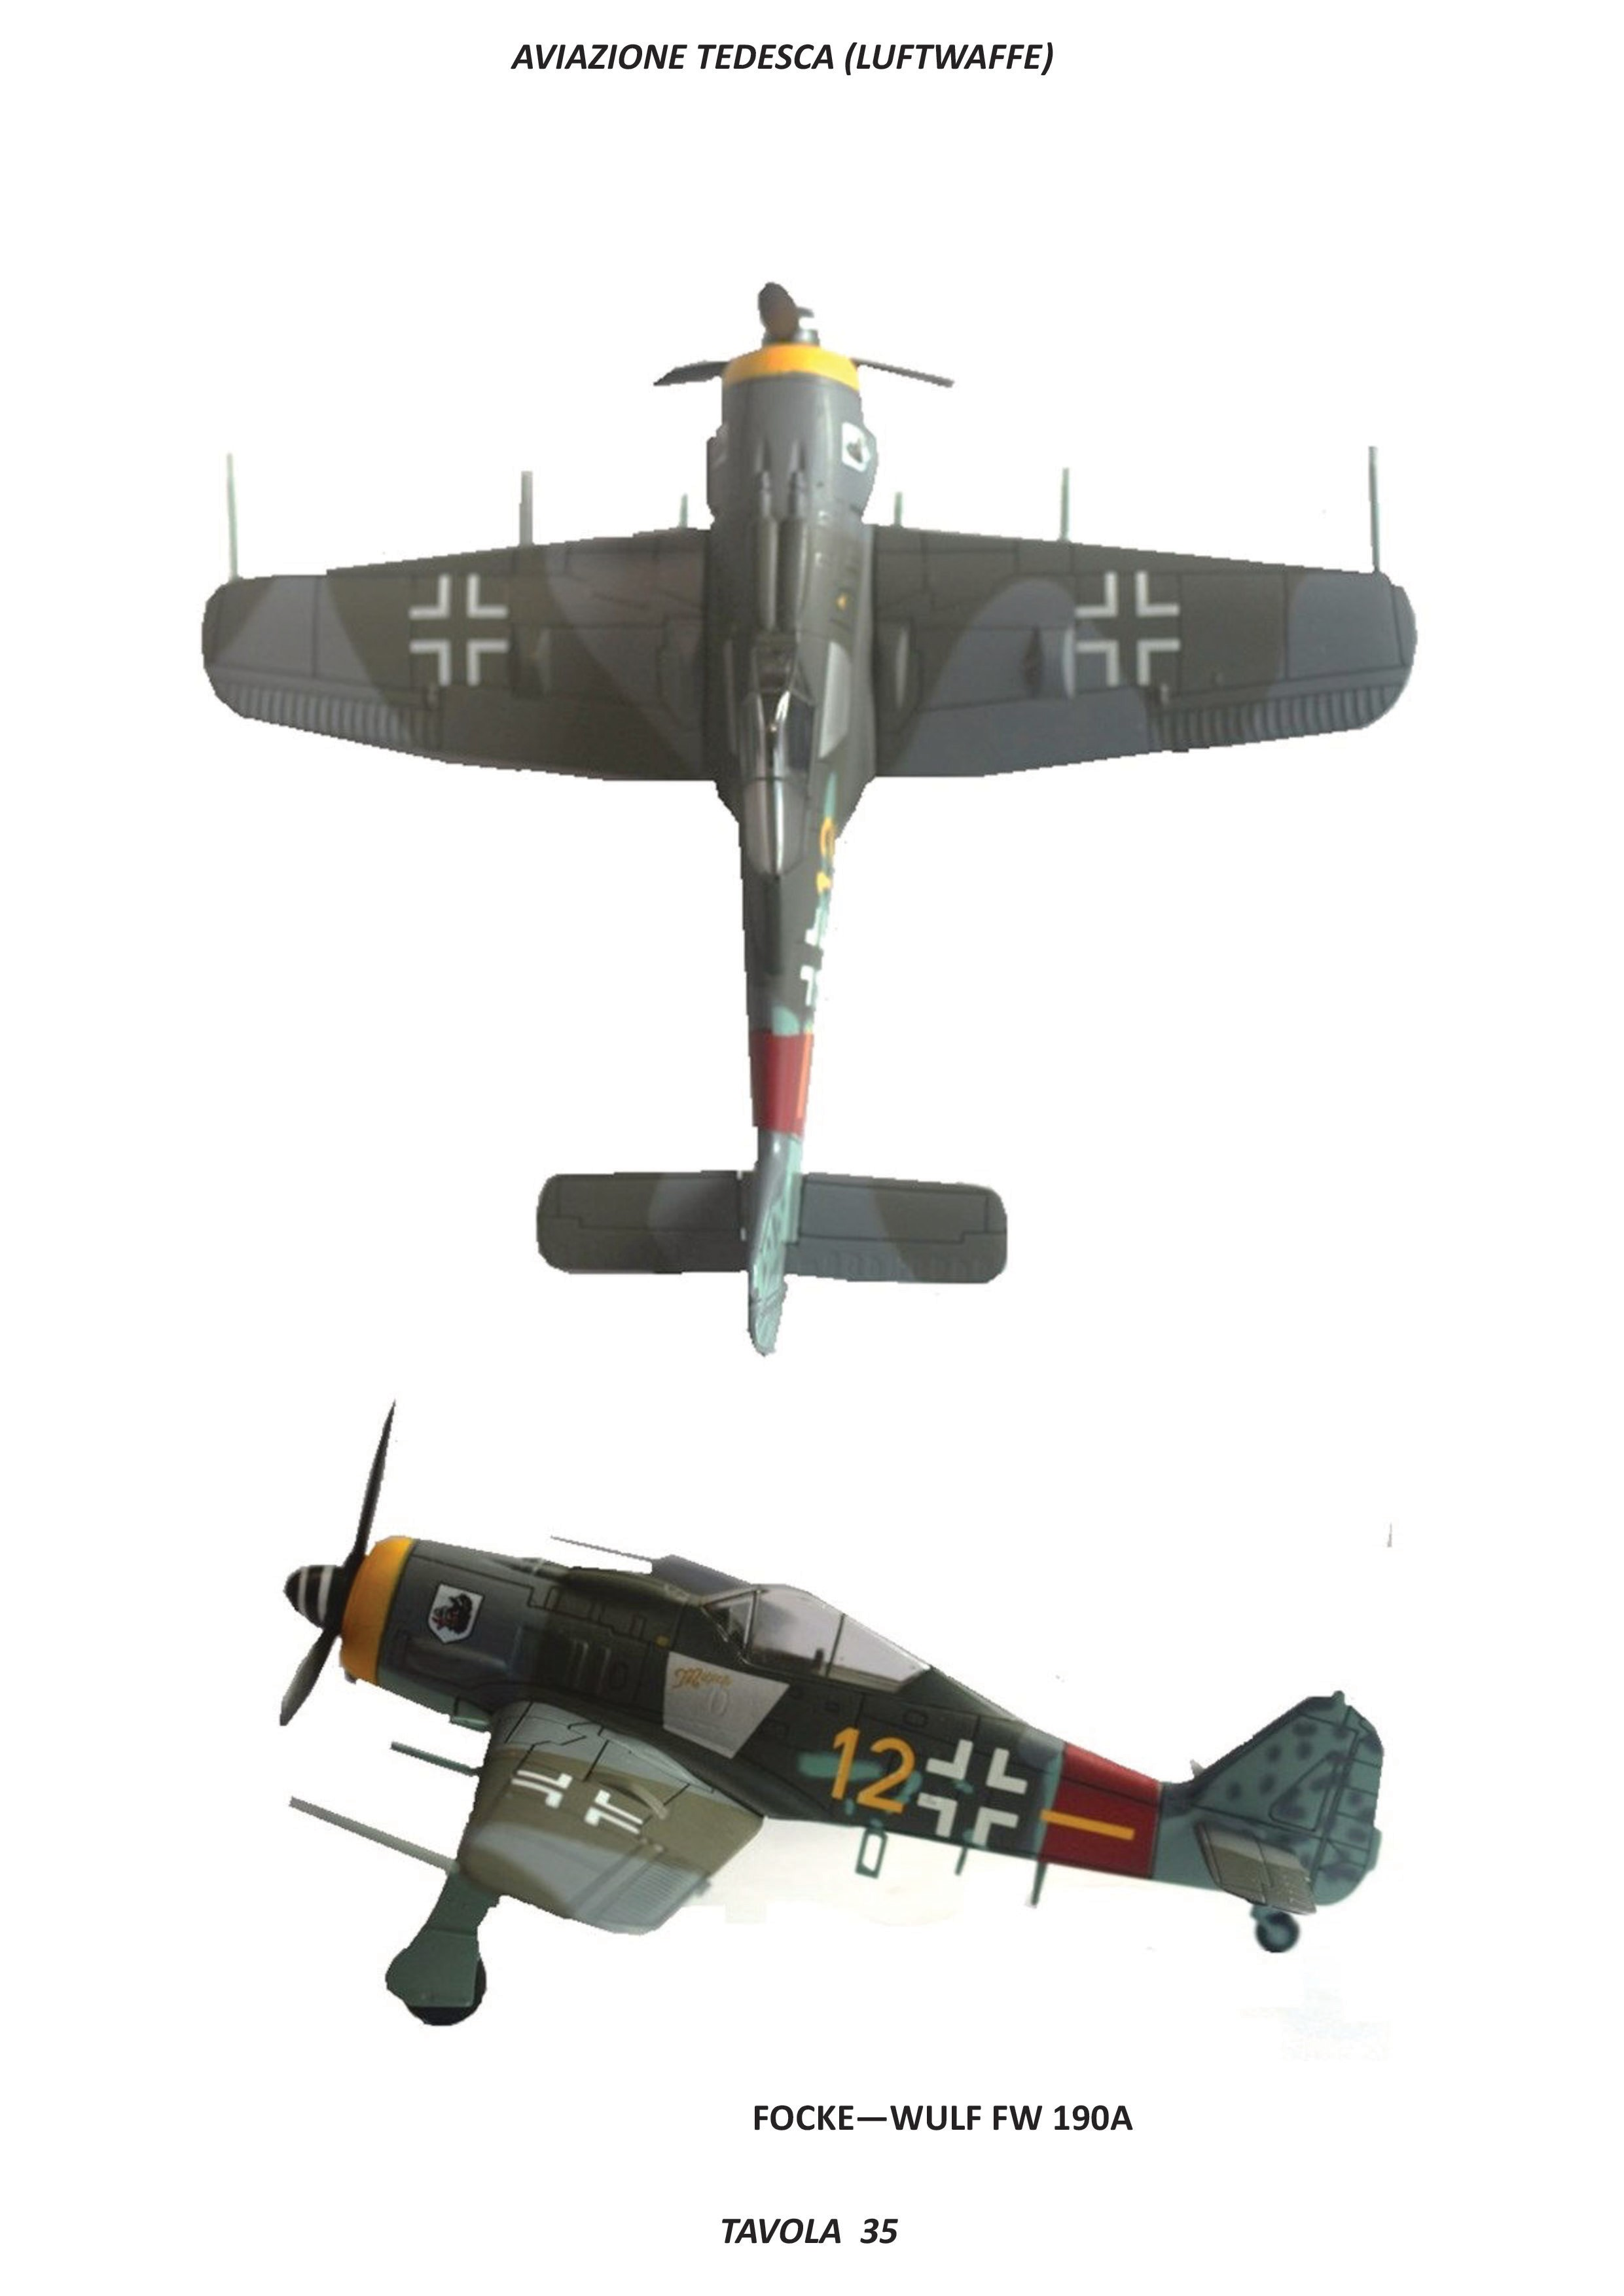 AVIAZIONE TEDESCA (LUFTWAFFE)
12
FOCKE—WULF FW 190A
TAVOLA 35